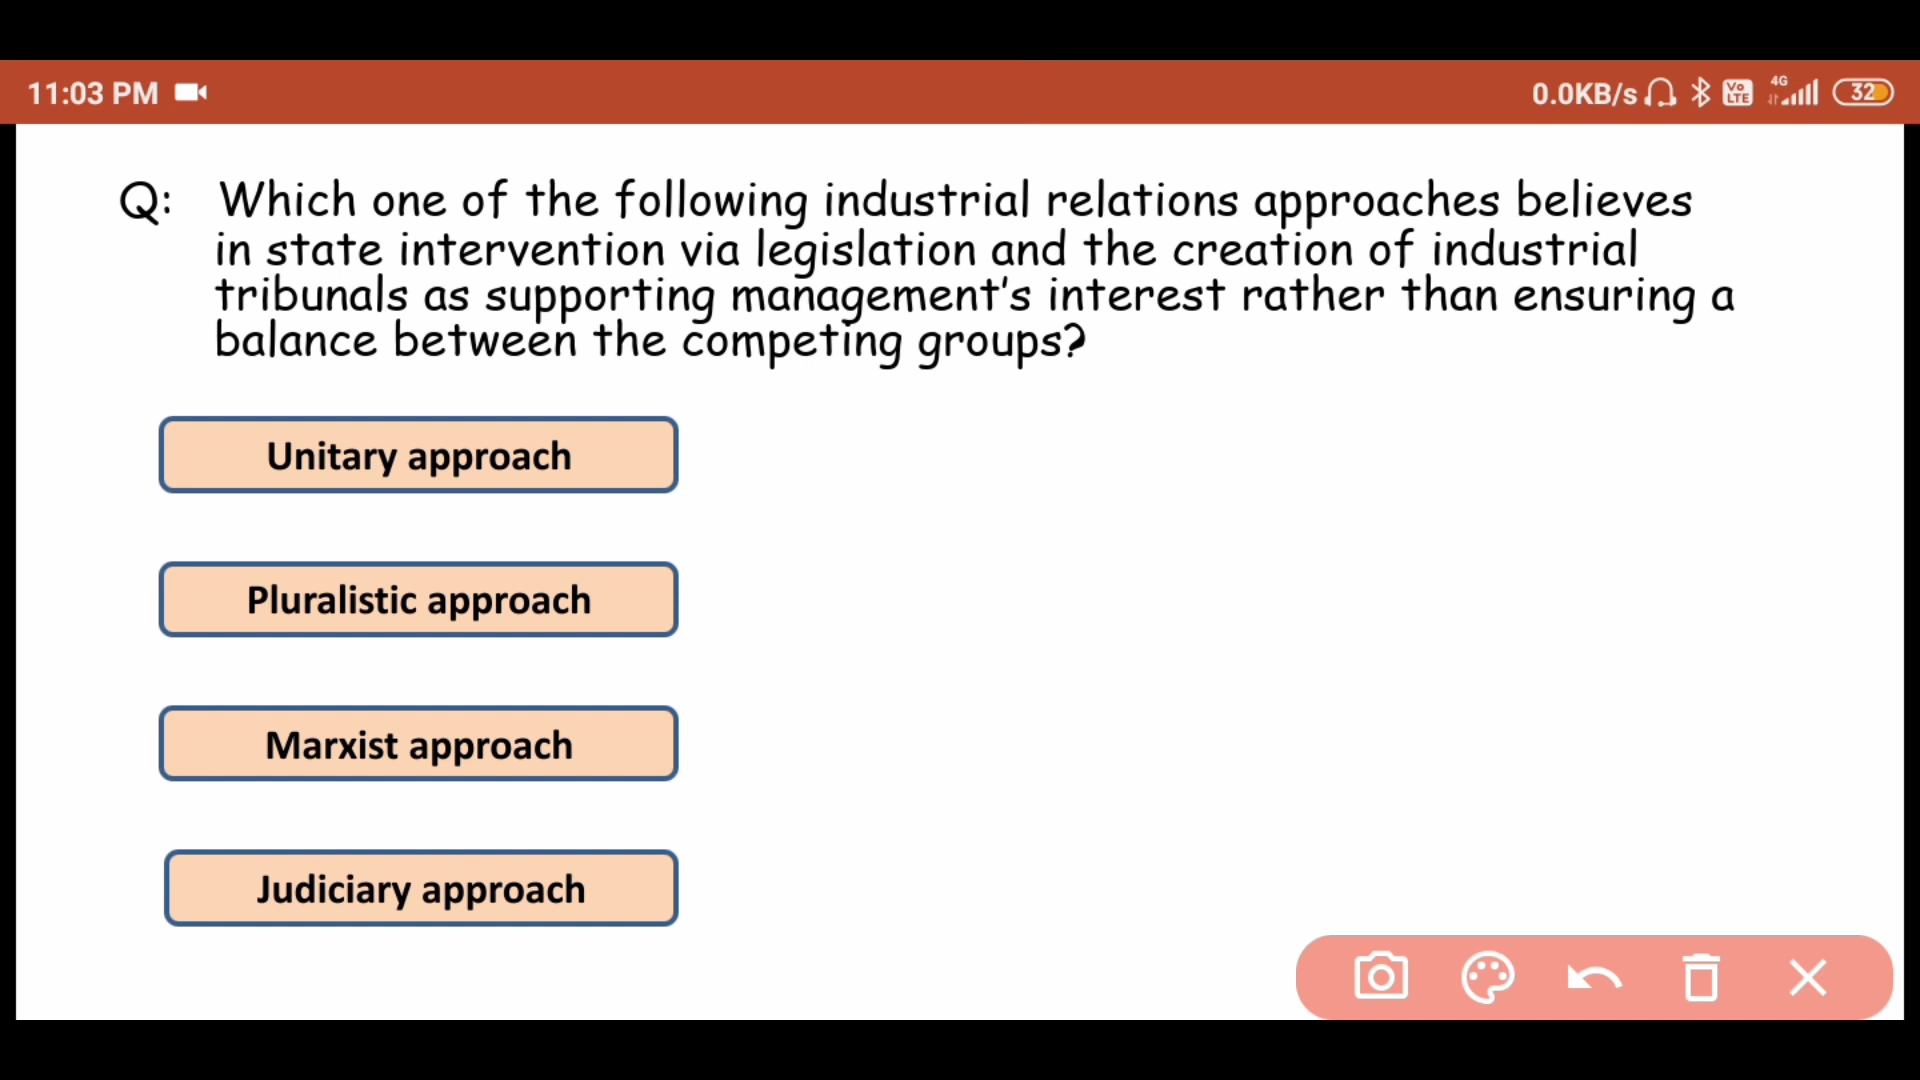 11:03 PM
0.0KB/s Vo LTE 4G 32
Q: Which one of the following industrial relations approaches believes
in state intervention via legislation and the creation of industrial
tribunals as supporting management's interest rather than ensuring a
balance between the competing groups?
Unitary approach
Pluralistic approach
Marxist approach
Judiciary approach